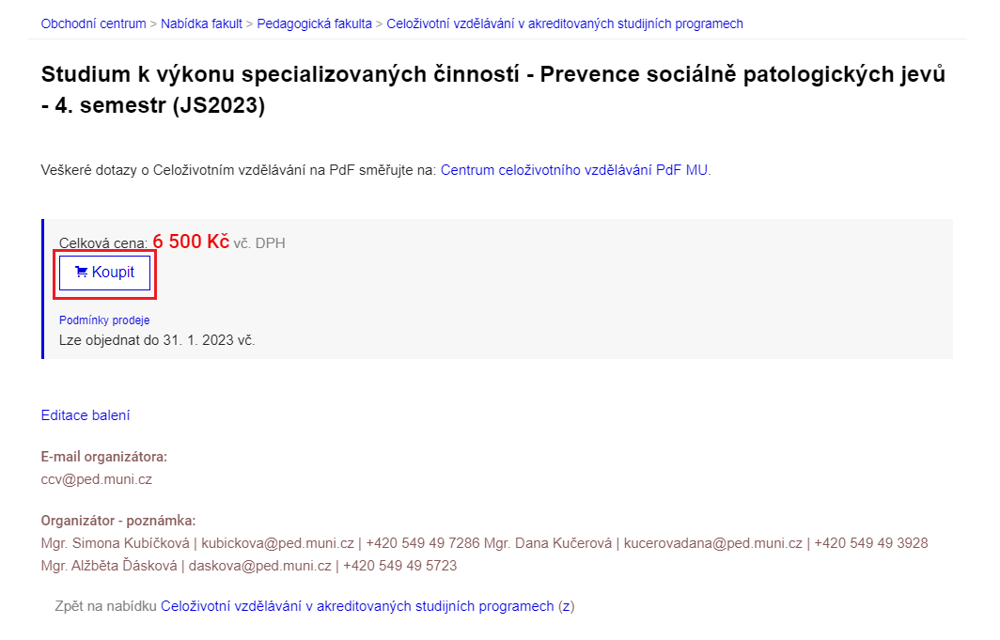 Obchodní centrum > Nabídka fakult > Pedagogická fakulta > Celoživotní vzdělávání v akreditovaných studijních programech
Studium k výkonu specializovaných činností - Prevence sociálně patologických jevů
- 4. semestr (JS2023)
Veškeré dotazy o Celoživotním vzdělávání na PdF směřujte na: Centrum celoživotního vzdělávání PdF MU.
Celková cena: 6 500 Kč vč. DPH
Koupit
Podmínky prodeje
Lze objednat do 31. 1. 2023 vč.
Editace balení
E-mail organizátora:
ccv@ped.muni.cz
Organizátor - poznámka:
Mgr. Simona Kubíčková | kubickova@ped.muni.cz | +420 549 49 7286 Mgr. Dana Kučerová | kucerovadana@ped.muni.cz | +420 549 49 3928
Mgr. Alžběta Ďásková | daskova@ped.muni.cz | +420 549 49 5723
Zpět na nabídku Celoživotní vzdělávání v akreditovaných studijních programech (z)